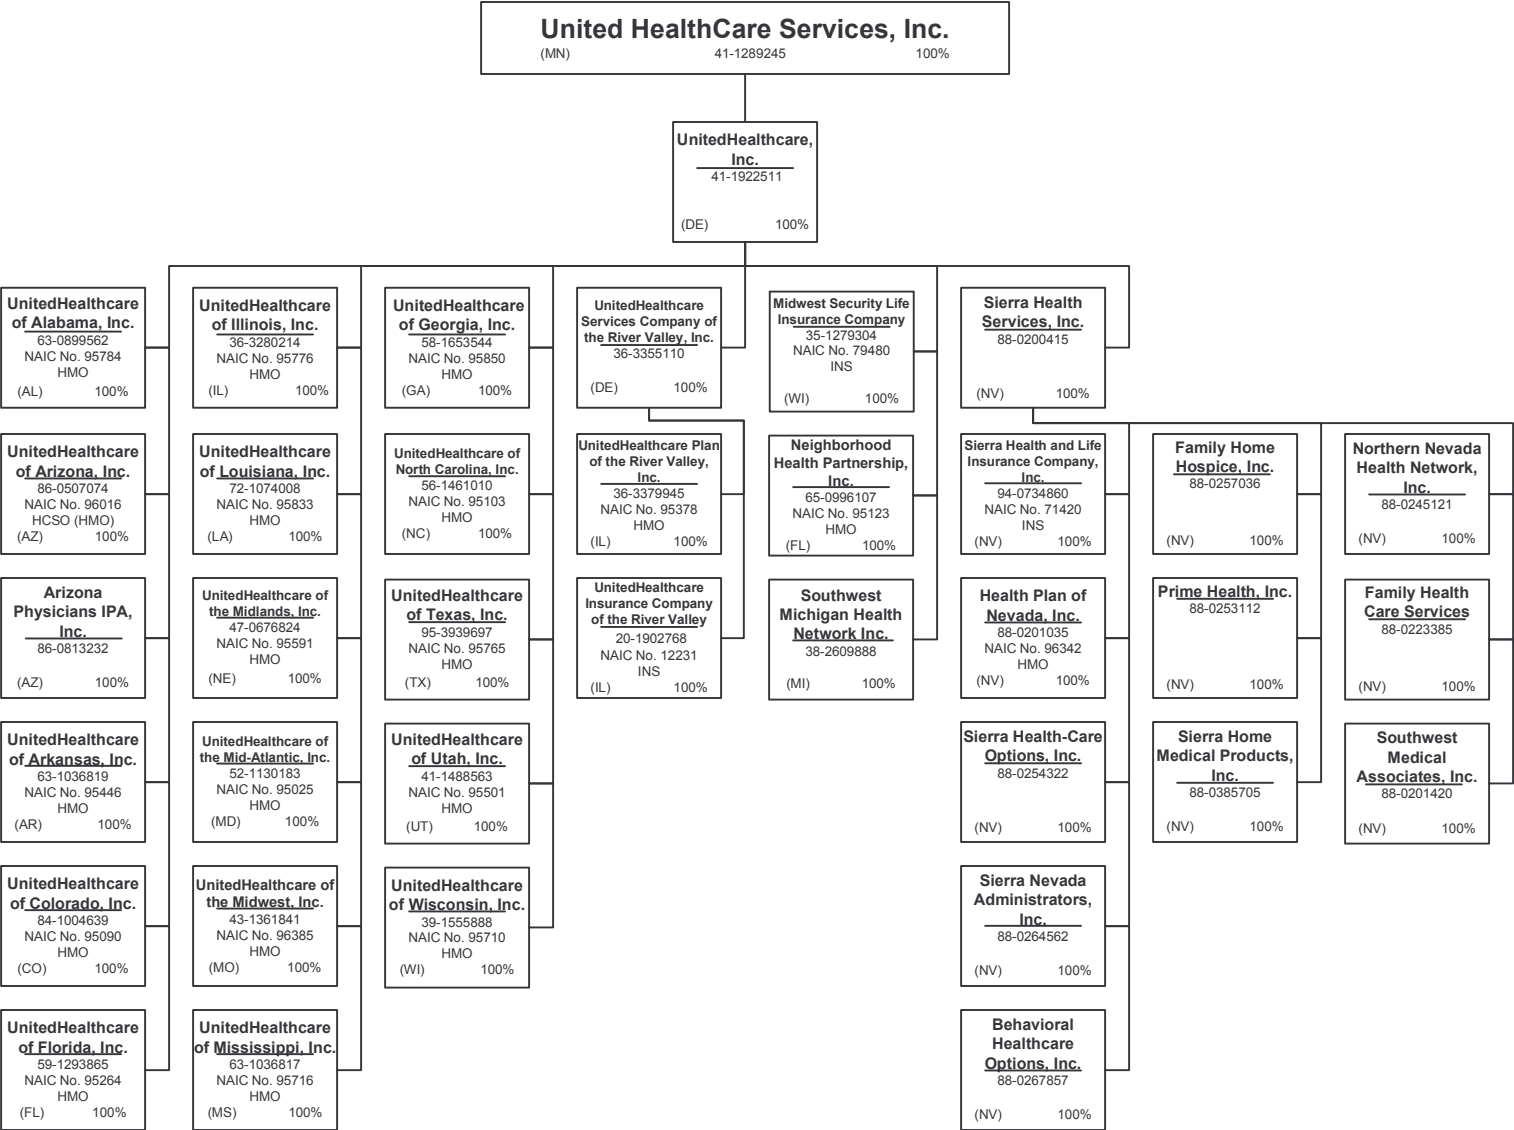 United HealthCare Services, Inc.
(MN) 41-1289245 100%
UnitedHealthcare,
Inc.
41-1922511
(DE) 100%
UnitedHealthcare
of Alabama, Inc.
63-0899562
NAIC No. 95784
HMO
(AL) 100%
UnitedHealthcare
of Illinois, Inc.
36-3280214
NAIC No. 95776
HMO
(IL) 100%
UnitedHealthcare
of Georgia, Inc.
58-1653544
NAIC No. 95850
HMO
(GA) 100%
UnitedHealthcare
Services Company of
the River Valley, Inc.
36-3355110
(DE) 100%
Midwest Security Life
Insurance Company
35-1279304
NAIC No. 79480
INS
(WI) 100%
Sierra Health
Services, Inc.
88-0200415
(NV) 100%
UnitedHealthcare
of Arizona, Inc.
86-0507074
NAIC No. 96016
HCSO (HMO)
(AZ) 100%
UnitedHealthcare
of Louisiana, Inc.
72-1074008
NAIC No. 95833
HMO
(LA) 100%
UnitedHealthcare of
North Carolina, Inc.
56-1461010
NAIC No. 95103
HMO
(NC) 100%
UnitedHealthcare Plan
of the River Valley,
Inc.
36-3379945
NAIC No. 95378
HMO
(IL) 100%
Neighborhood
Health Partnership,
Inc.
65-0996107
NAIC No. 95123
HMO
(FL) 100%
Sierra Health and Life
Insurance Company,
Inc.
94-0734860
NAIC No. 71420
INS
(NV) 100%
Family Home
Hospice, Inc.
88-0257036
(NV) 100%
Northern Nevada
Health Network,
Inc.
88-0245121
(NV) 100%
Arizona
Physicians IPA,
Inc.
86-0813232
(AZ) 100%
UnitedHealthcare of
the Midlands, Inc.
47-0676824
NAIC No. 95591
HMO
(NE) 100%
UnitedHealthcare
of Texas, Inc.
95-3939697
NAIC No. 95765
HMO
(TX) 100%
UnitedHealthcare
Insurance Company
of the River Valley
20-1902768
NAIC No. 12231
INS
(IL) 100%
Southwest
Michigan Health
Network Inc.
38-2609888
(MI) 100%
Health Plan of
Nevada, Inc.
88-0201035
NAIC No. 96342
HMO
(NV) 100%
Prime Health, Inc.
88-0253112
(NV) 100%
Family Health
Care Services
88-0223385
(NV) 100%
UnitedHealthcare
of Arkansas, Inc.
63-1036819
NAIC No. 95446
HMO
(AR) 100%
UnitedHealthcare of
the Mid-Atlantic, Inc.
52-1130183
NAIC No. 95025
HMO
(MD) 100%
UnitedHealthcare
of Utah, Inc.
41-1488563
NAIC No. 95501
HMO
(UT) 100%
Sierra Health-Care
Options, Inc.
88-0254322
(NV) 100%
Sierra Home
Medical Products,
Inc.
88-0385705
(NV) 100%
Southwest
Medical
Associates, Inc.
88-0201420
(NV) 100%
UnitedHealthcare
of Colorado, Inc.
84-1004639
NAIC No. 95090
HMO
(CO) 100%
UnitedHealthcare of
the Midwest, Inc.
43-1361841
NAIC No. 96385
HMO
(MO) 100%
UnitedHealthcare
of Wisconsin, Inc.
39-1555888
NAIC No. 95710
HMO
(WI) 100%
Sierra Nevada
Administrators,
Inc.
88-0264562
(NV) 100%
UnitedHealthcare
of Florida, Inc.
59-1293865
NAIC No. 95264
HMO
(FL) 100%
UnitedHealthcare
of Mississippi, Inc.
63-1036817
NAIC No. 95716
HMO
(MS) 100%
Behavioral
Healthcare
Options, Inc.
88-0267857
(NV) 100%